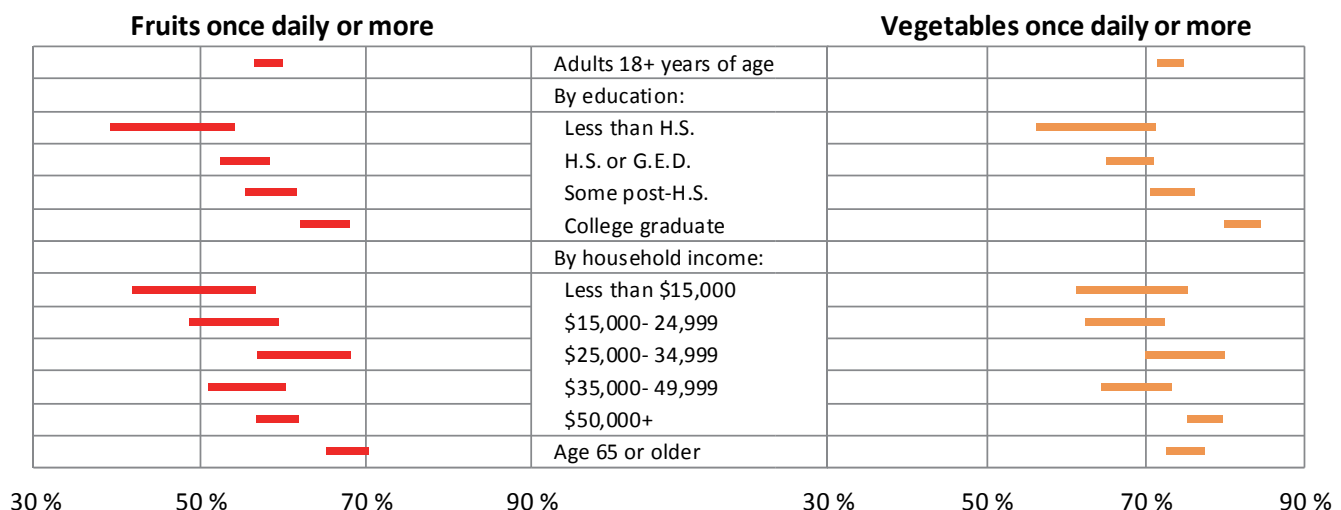 Fruits once daily or more
Vegetables once daily or more
Adults 18+ years of age
By education:
Less than H.S.
H.S. or G.E.D.
Some post-H.S.
College graduate
By household income:
Less than $15,000
$15,000- 24,999
$25,000- 34,999
$35,000- 49,999
$50,000+
Age 65 or older
30 % 50 % 70 % 90 % 30 % 50 % 70 % 90 %